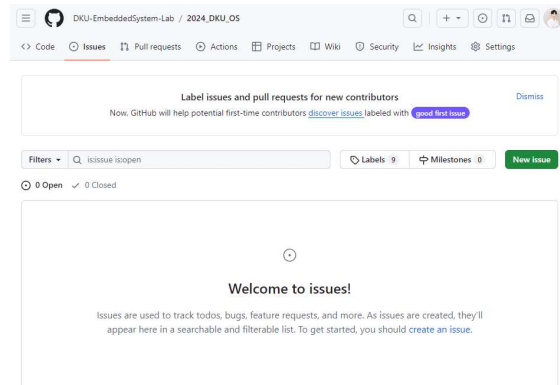 DKU-EmbeddedSystem-Lab / 2024_DKU_OS
<> Code Issues Pull requests Actions Projects Wiki Security Insights Settings
Label issues and pull requests for new contributors
Dismiss
Now, GitHub will help potential first-time contributors discover issues labeled with good first issue
Filters is:issue is:open Labels 9 Milestones 0 New issue
0 Open 0 Closed
Welcome to issues!
Issues are used to track todos, bugs, feature requests, and more. As issues are created, they'll
appear here in a searchable and filterable list. To get started, you should create an issue.